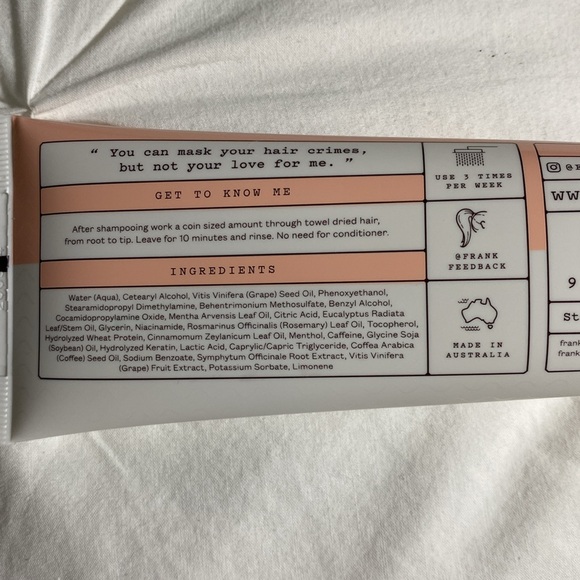 “ You can mask your hair crimes,
but not your love for me. ”
GET TO KNOW ME
After shampooing work a coin sized amount through towel dried hair,
from root to tip. Leave for 10 minutes and rinse. No need for conditioner.
INGREDIENTS
Water (Aqua), Cetearyl Alcohol, Vitis Vinifera (Grape) Seed Oil, Phenoxyethanol,
Stearamidopropyl Dimethylamine, Behentrimonium Methosulfate, Benzyl Alcohol,
Cocamidopropylamine Oxide, Mentha Arvensis Leaf Oil, Citric Acid, Eucalyptus Radiata
Leaf/Stem Oil, Glycerin, Niacinamide, Rosmarinus Officinalis (Rosemary) Leaf Oil, Tocopherol,
Hydrolyzed Wheat Protein, Cinnamomum Zeylanicum Leaf Oil, Menthol, Caffeine, Glycine Soja
(Soybean) Oil, Hydrolyzed Keratin, Lactic Acid, Caprylic/Capric Triglyceride, Coffea Arabica
(Coffee) Seed Oil, Sodium Benzoate, Symphytum Officinale Root Extract, Vitis Vinifera
(Grape) Fruit Extract, Potassium Sorbate, Limonene
USE 3 TIMES
PER WEEK
@FRANK
FEEDBACK
MADE IN
AUSTRALIA
WW
9
St
frank
frank